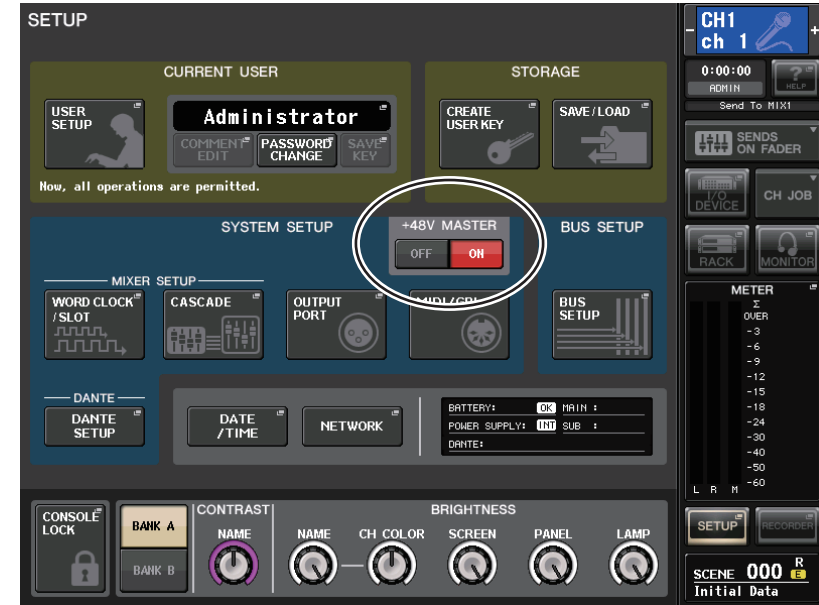 SETUP
CURRENT USER
USER SETUP
Administrator
COMMENT EDIT
PASSWORD CHANGE
SAVE KEY
Now, all operations are permitted.
STORAGE
CREATE USER KEY
SAVE/LOAD
SYSTEM SETUP
+48V MASTER
OFF
ON
BUS SETUP
MIXER SETUP
WORD CLOCK /SLOT
CASCADE
OUTPUT PORT
MIDI/GPI
BUS SETUP
DANTE
DANTE SETUP
DATE /TIME
NETWORK
BATTERY: OK MAIN :
POWER SUPPLY: INT SUB :
DANTE:
CONSOLE LOCK
BANK A
BANK B
CONTRAST
NAME
BRIGHTNESS
NAME
CH COLOR
SCREEN
PANEL
LAMP
- CH1 +
ch 1
0:00:00
ADMIN
?
HELP
Send To MIX1
SENDS ON FADER
I/O DEVICE
CH JOB
RACK
MONITOR
METER
Σ
OVER
-3
-6
-9
-12
-15
-18
-24
-30
-40
-50
-60
L R M
SETUP
RECORDER
SCENE 000 R E
Initial Data